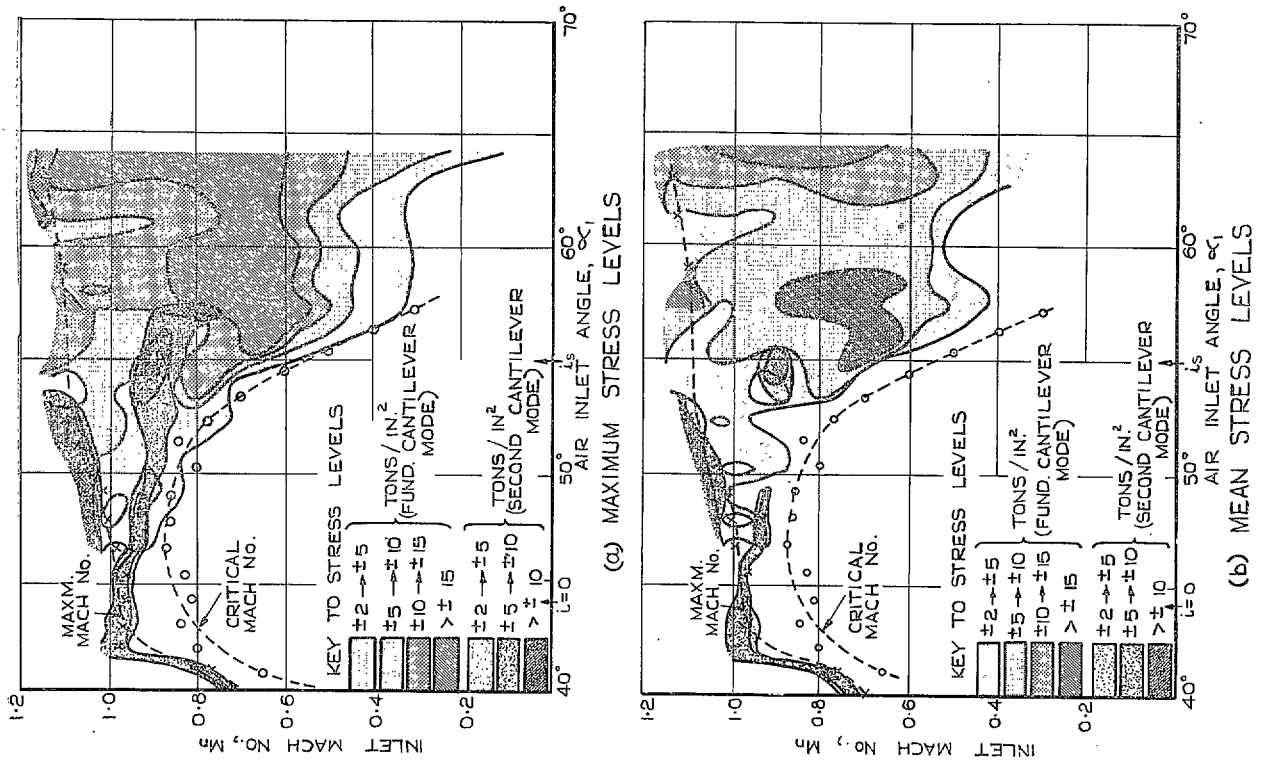 1.2
1.0
0.8
0.6
0.4
0.2
INLET MACH No., Mn
MAXM.
MACH No.
CRITICAL
MACH No.
KEY TO STRESS LEVELS
±2→±5
±5→±10
±10→±15
>±15
TONS/IN.²
(FUND. CANTILEVER
MODE)
±2→±5
±5→±10
>±10
TONS/IN²
(SECOND CANTILEVER
MODE)
40°
i=0
50°
is
60°
70°
AIR INLET ANGLE, α₁
(a) MAXIMUM STRESS LEVELS
1.2
1.0
0.8
0.6
0.4
0.2
INLET MACH No., Mn
MAXM.
MACH No.
CRITICAL
MACH No.
KEY TO STRESS LEVELS
±2→±5
±5→±10
±10→±15
>±15
TONS/IN.²
(FUND. CANTILEVER
MODE)
±2→±5
±5→±10
>±10
TONS/IN.²
(SECOND CANTILEVER
MODE)
40°
i=0
50°
is
60°
70°
AIR INLET ANGLE, α₁
(b) MEAN STRESS LEVELS